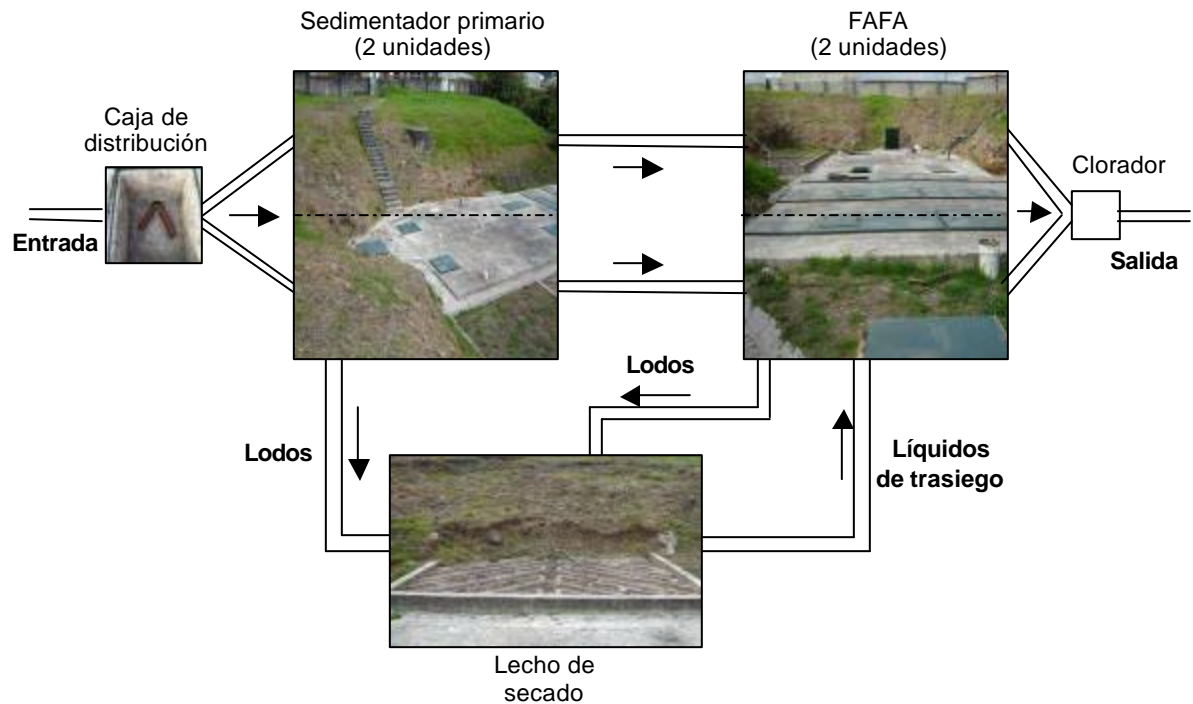 Sedimentador primario
(2 unidades)
FAFA
(2 unidades)
Caja de
distribución
Clorador
Entrada
Salida
Lodos
Lodos
Líquidos
de trasiego
Lecho de
secado